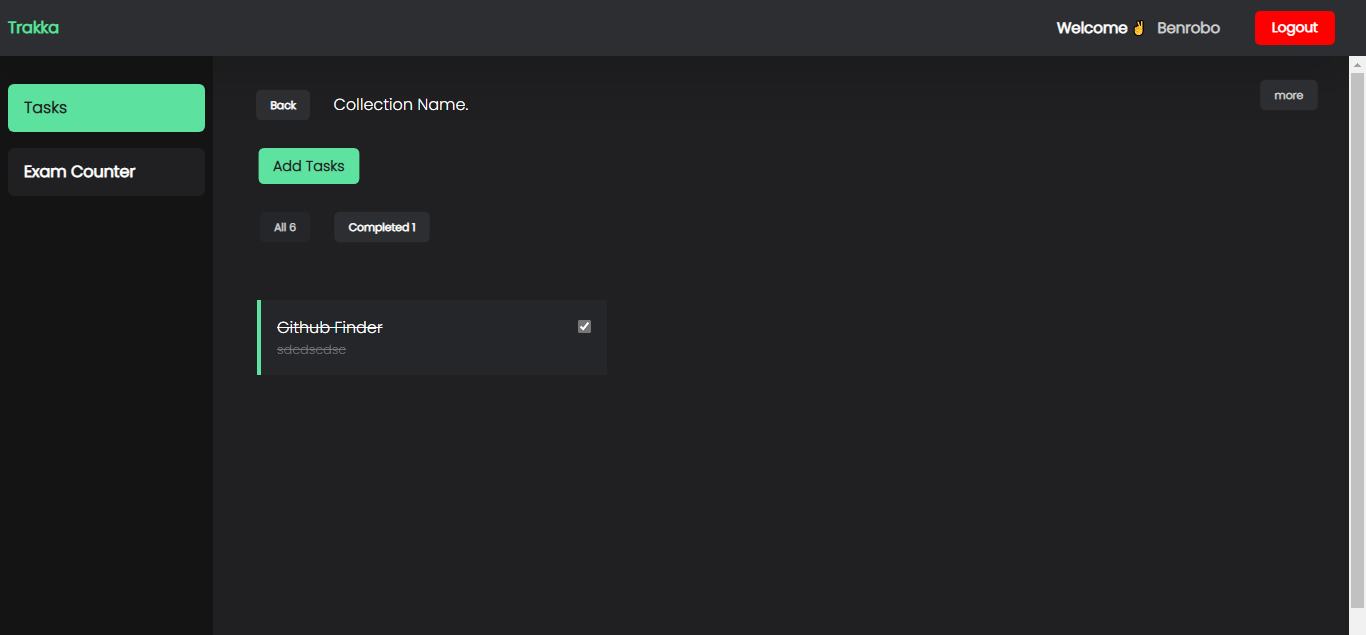 Trakka
Welcome ✌ Benrobo
Logout
Tasks
Exam Counter
Back
Collection Name.
more
Add Tasks
All 6
Completed 1
Github Finder
sdcdscdsc